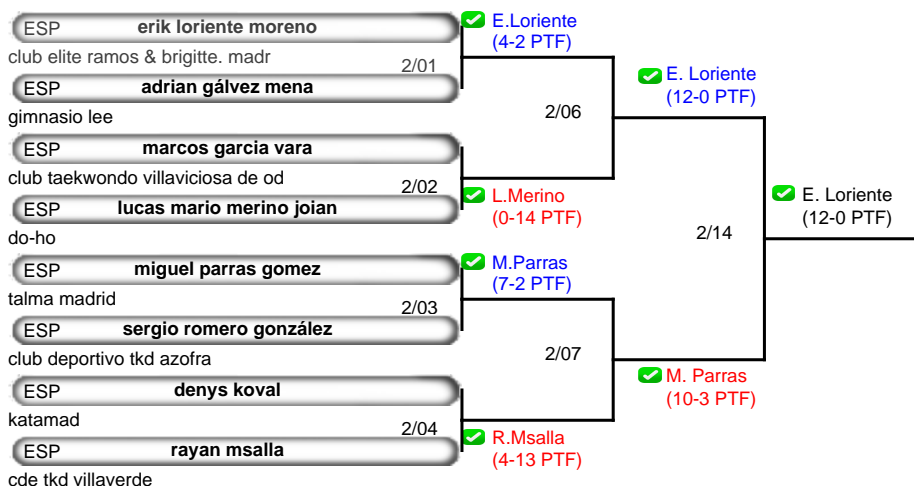 ESP erik loriente moreno
club elite ramos & brigitte. madr
2/01
ESP adrian gálvez mena
gimnasio lee
ESP marcos garcia vara
club taekwondo villaviciosa de od
2/02
ESP lucas mario merino joian
do-ho
ESP miguel parras gomez
talma madrid
2/03
ESP sergio romero gonzález
club deportivo tkd azofra
ESP denys koval
katamad
2/04
ESP rayan msalla
cde tkd villaverde
E.Loriente
(4-2 PTF)
2/06
L.Merino
(0-14 PTF)
M.Parras
(7-2 PTF)
2/07
R.Msalla
(4-13 PTF)
E. Loriente
(12-0 PTF)
2/14
M. Parras
(10-3 PTF)
E. Loriente
(12-0 PTF)